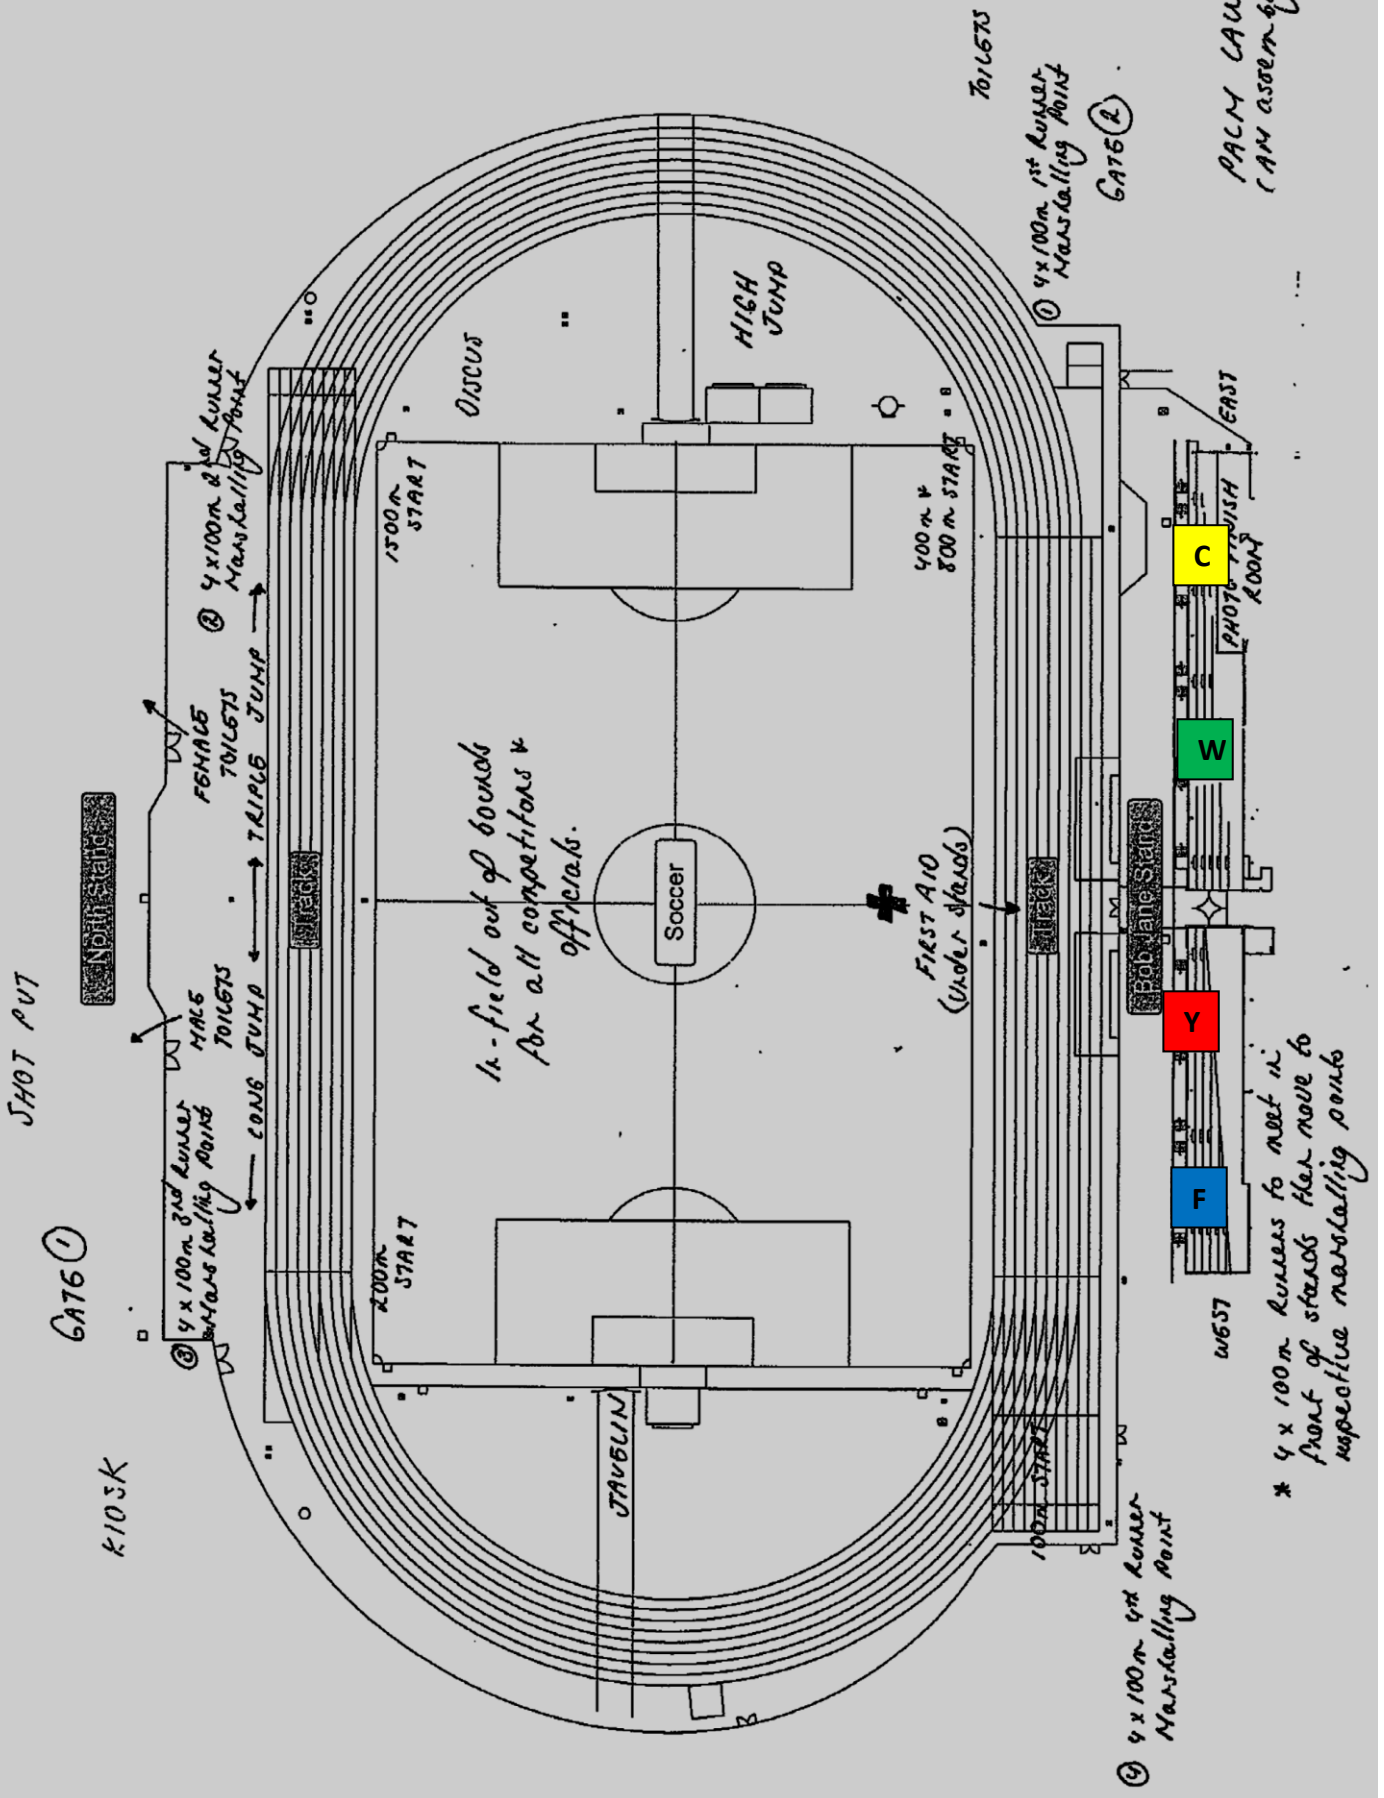 SHOT PUT
GATE ①
KIOSK
North Stand
③ 4 x 100m 3rd Runner
Marshalling Point
MALE
TOILETS
FEMALE
TOILETS
② 4 x 100m 2nd Runner
Marshalling Point
LONG JUMP
TRIPLE JUMP
Track
200m
START
1500m
START
DISCUS
In-field out of bounds
for all competitors &
officials.
Soccer
JAVELIN
HIGH
JUMP
FIRST AID
(Under stands)
400m &
800m START
Track
100m START
TOILETS
① 4 x 100m 1st Runner
Marshalling Point
GATE ②
④ 4 x 100m 4th Runner
Marshalling Point
Bob Hand Stand
F
Y
W
C
WEST
EAST
PHOTO FINISH
ROOM
* 4 x 100m Runners to meet in
front of stands then move to
respective marshalling points
PALM
(AM